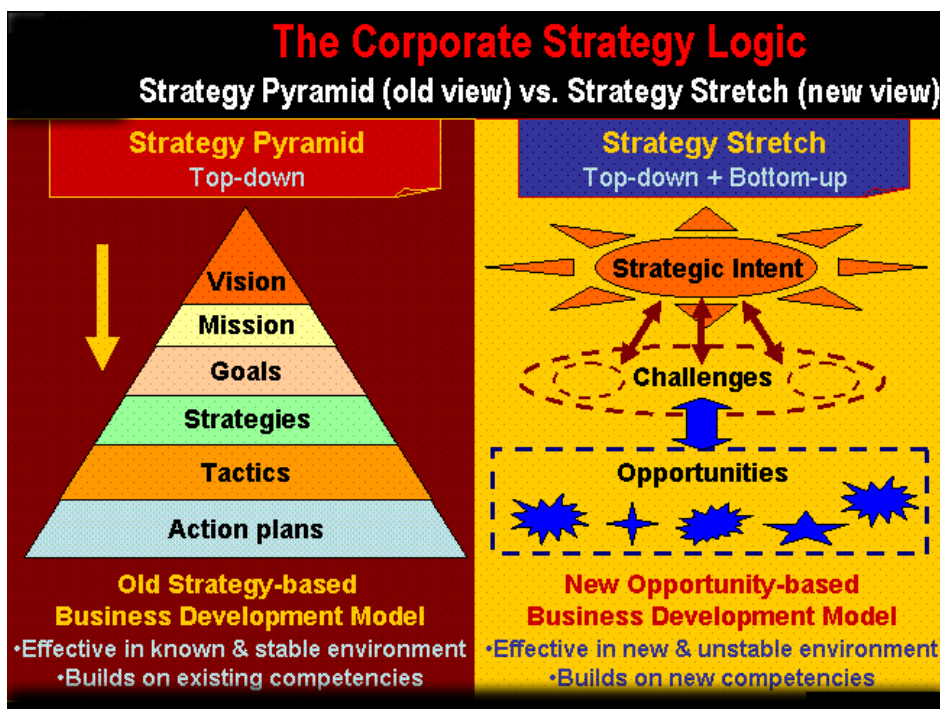 The Corporate Strategy Logic
Strategy Pyramid (old view) vs. Strategy Stretch (new view)
Strategy Pyramid
Top-down
Vision
Mission
Goals
Strategies
Tactics
Action plans
Old Strategy-based
Business Development Model
•Effective in known & stable environment
•Builds on existing competencies
Strategy Stretch
Top-down + Bottom-up
Strategic Intent
Challenges
Opportunities
New Opportunity-based
Business Development Model
•Effective in new & unstable environment
•Builds on new competencies